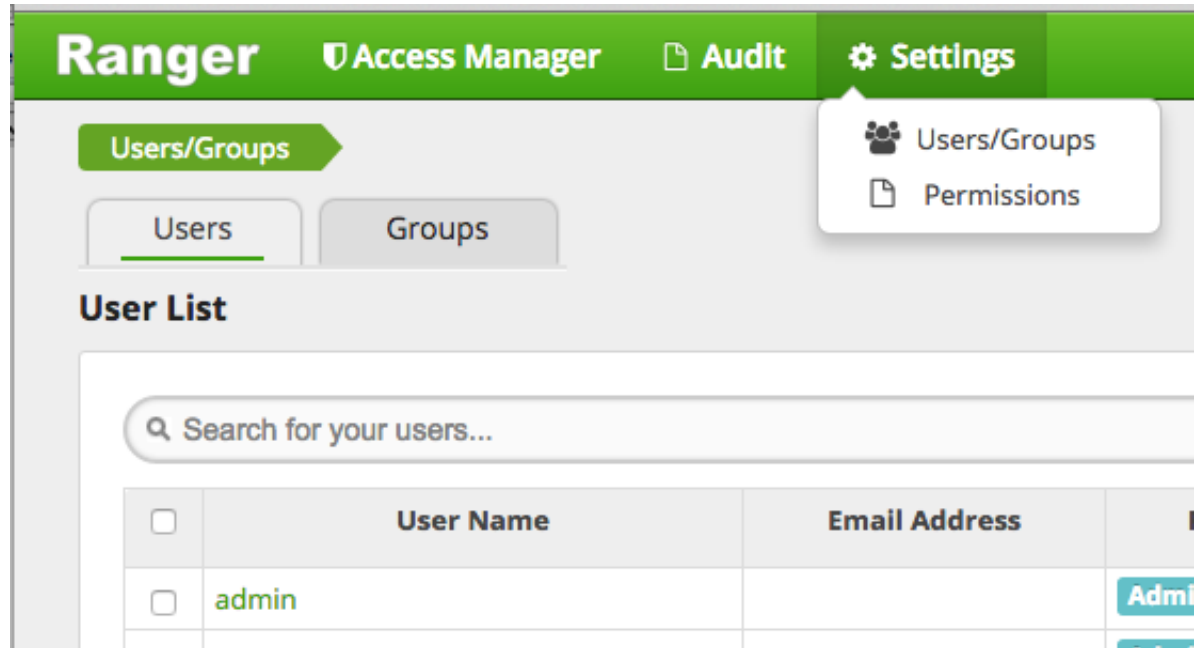 Ranger Access Manager Audit Settings
Users/Groups
Permissions
Users/Groups
Users Groups
User List
Search for your users...
User Name Email Address
admin